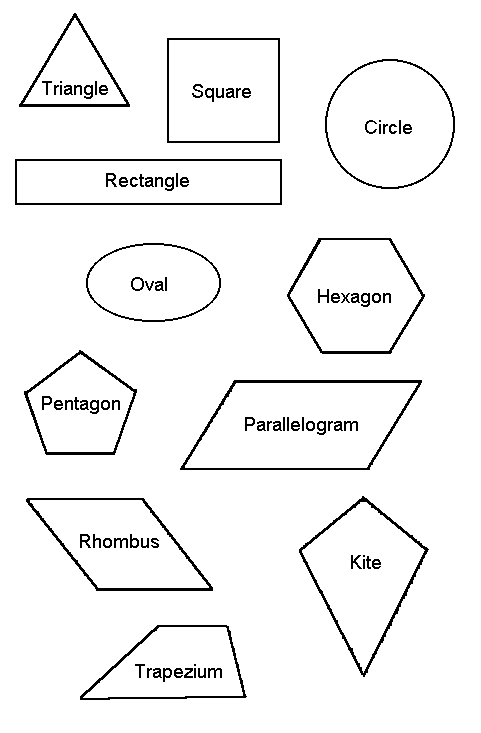 Triangle
Square
Circle
Rectangle
Oval
Hexagon
Pentagon
Parallelogram
Rhombus
Kite
Trapezium